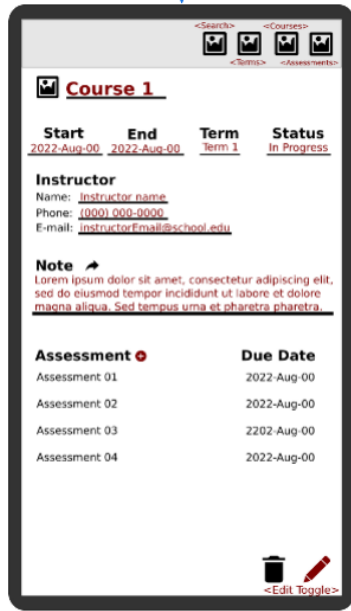 <Search> <Courses>
<Terms> <Assessments>
Course 1
Start End Term Status
2022-Aug-00 2022-Aug-00 Term 1 In Progress
Instructor
Name: Instructor name
Phone: (000) 000-0000
E-mail: instructorEmail@school.edu
Note
Lorem ipsum dolor sit amet, consectetur adipiscing elit,
sed do eiusmod tempor incididunt ut labore et dolore
magna aliqua. Sed tempus urna et pharetra pharetra.
Assessment Due Date
Assessment 01 2022-Aug-00
Assessment 02 2022-Aug-00
Assessment 03 2202-Aug-00
Assessment 04 2022-Aug-00
<Edit Toggle>